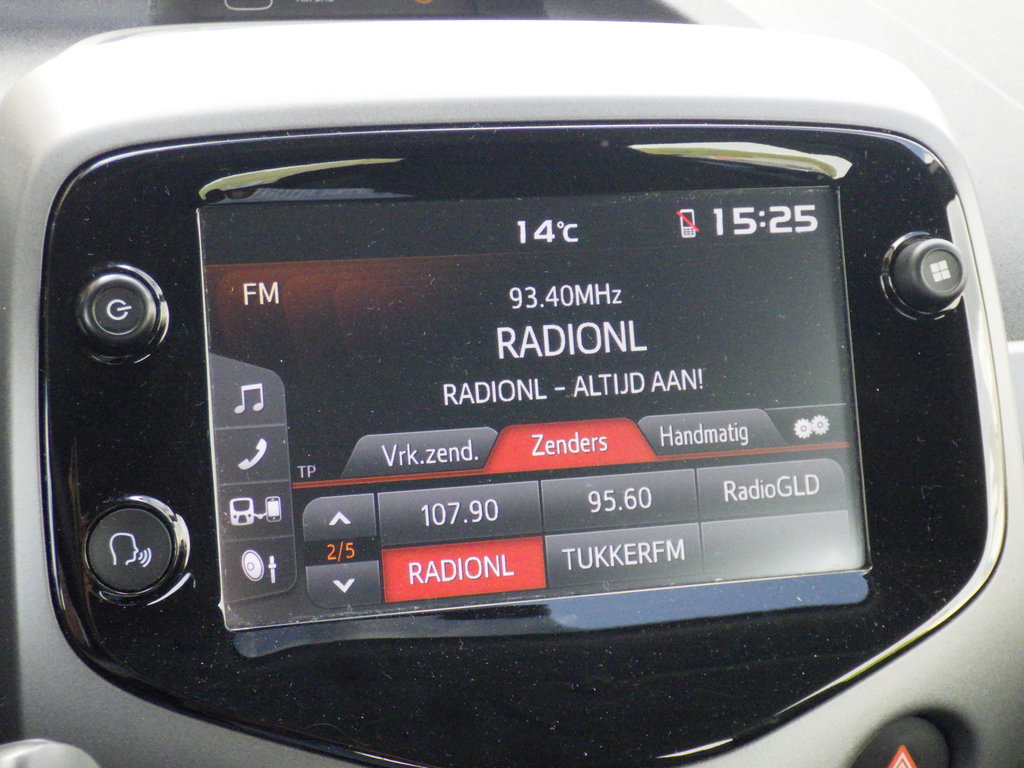 14°C
15:25
FM
93.40MHz
RADIONL
RADIONL - ALTIJD AAN!
TP
Vrk.zend.
Zenders
Handmatig
107.90
95.60
RadioGLD
2/5
RADIONL
TUKKERFM